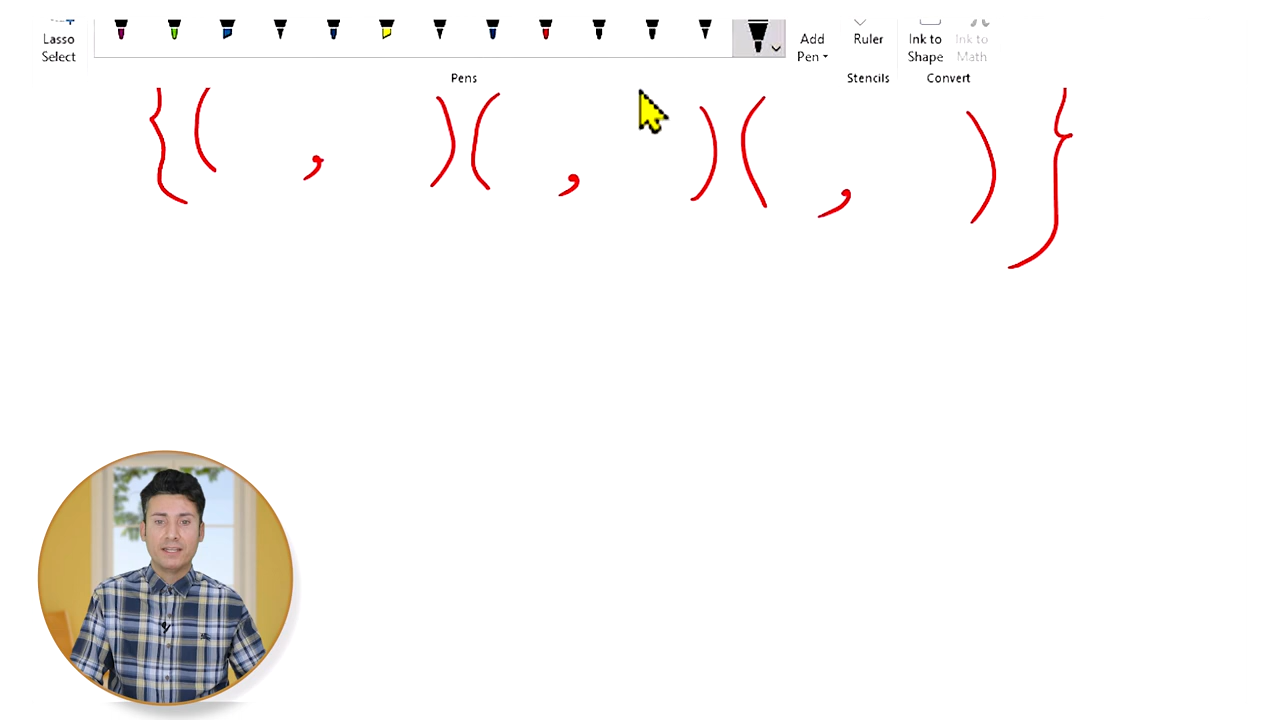 Lasso
Select
Add
Pen
Ruler
Ink to
Shape
Ink to
Math
Pens
Stencils
Convert
{( , )( , )( , )}